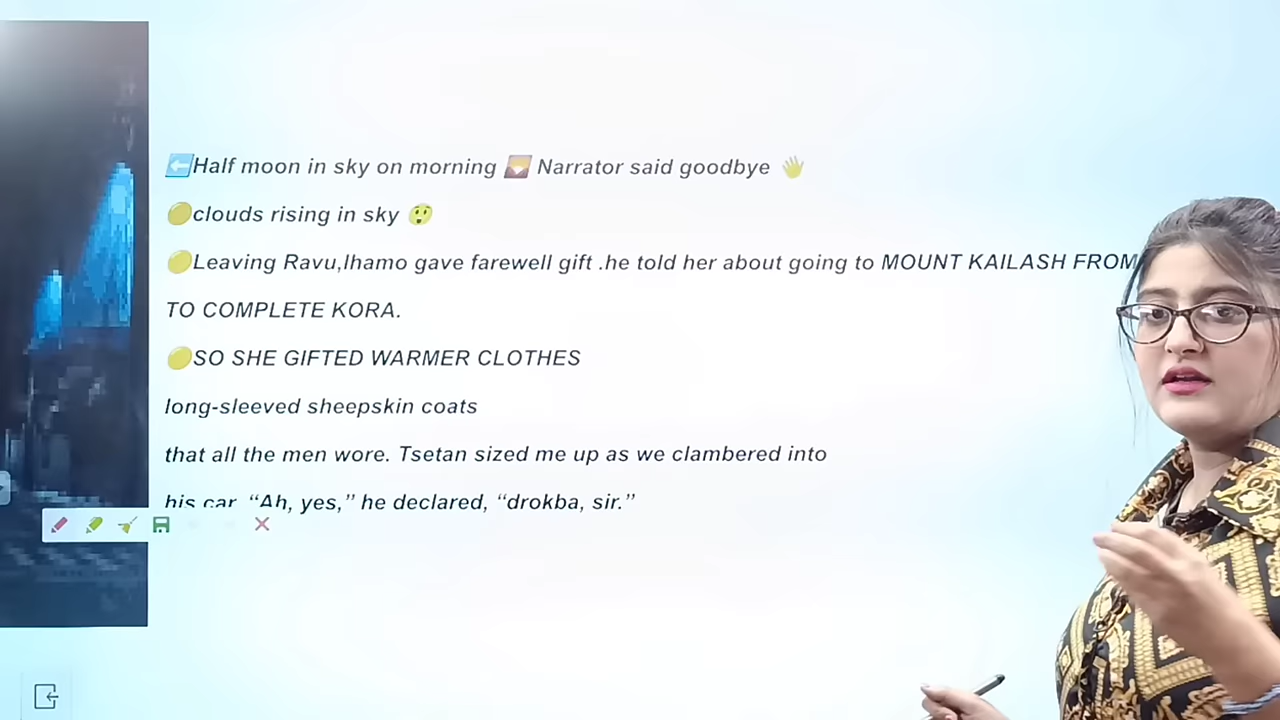 ⬅️Half moon in sky on morning 🌄 Narrator said goodbye 👋
🟡clouds rising in sky 😲
🟡Leaving Ravu,lhamo gave farewell gift .he told her about going to MOUNT KAILASH FROM
TO COMPLETE KORA.
🟡SO SHE GIFTED WARMER CLOTHES
long-sleeved sheepskin coats
that all the men wore. Tsetan sized me up as we clambered into
his car. “Ah, yes,” he declared, “drokba, sir.”